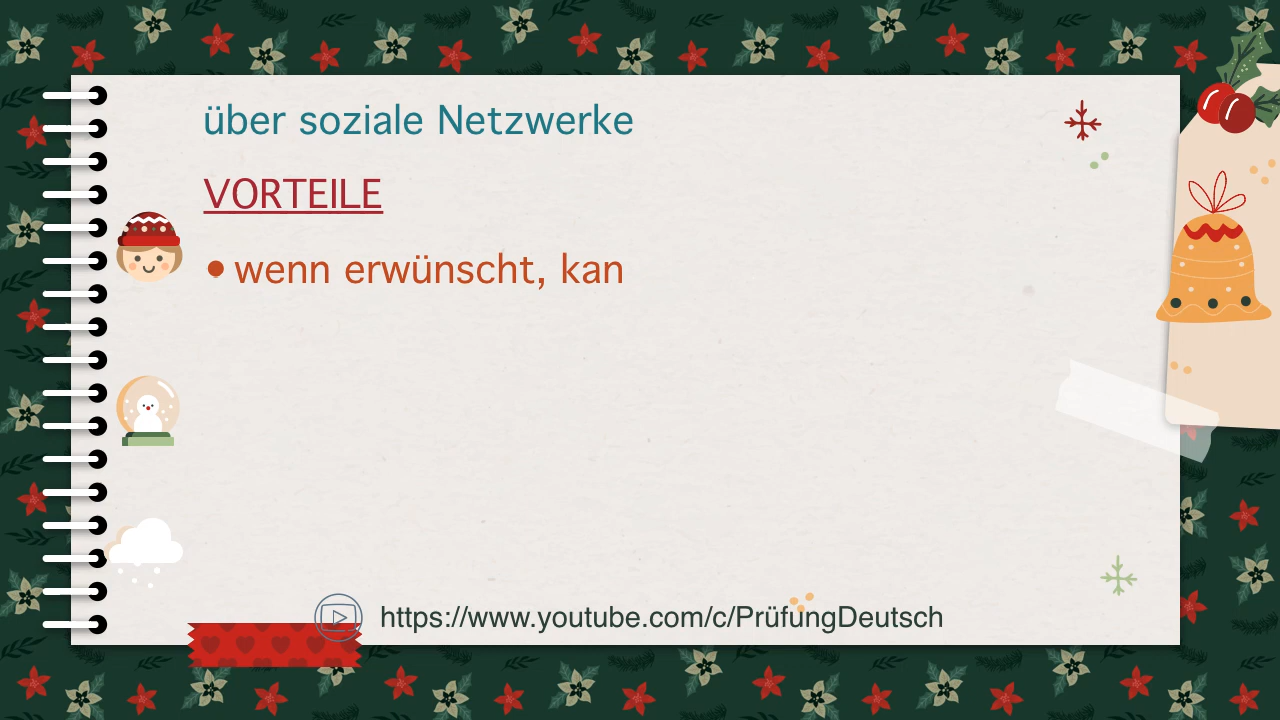 über soziale Netzwerke
VORTEILE
• wenn erwünscht, kan
https://www.youtube.com/c/PrüfungDeutsch